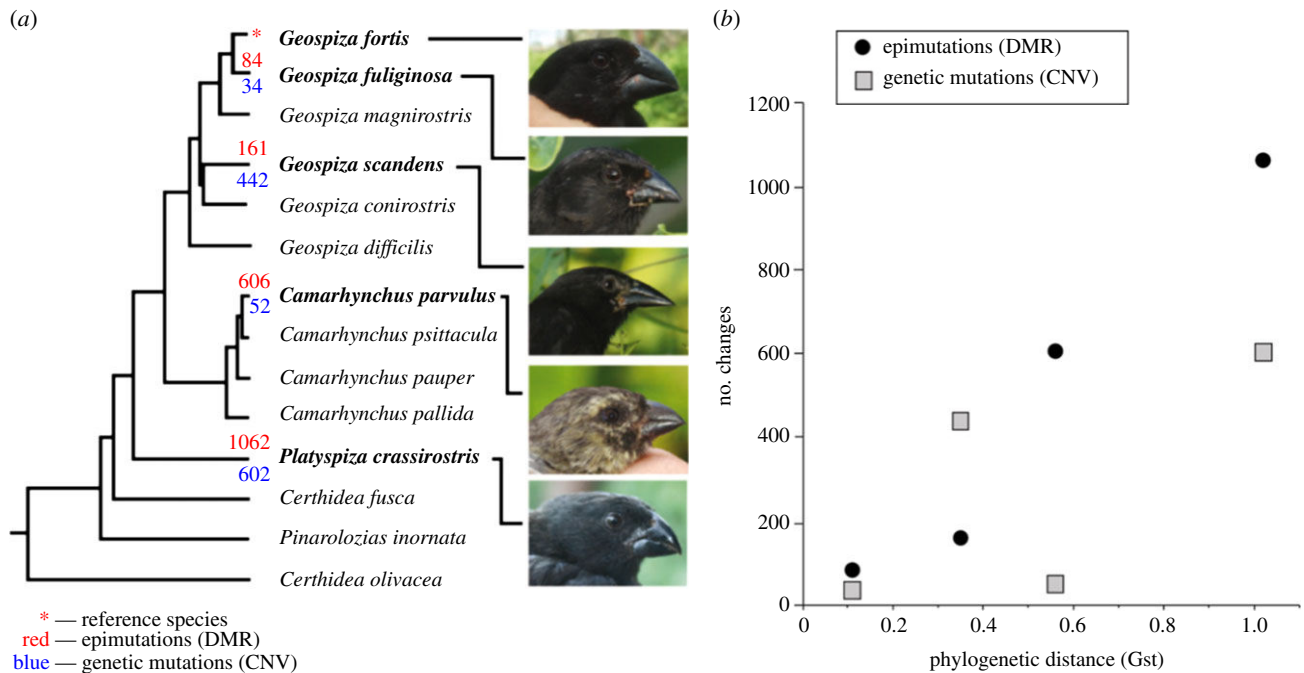 (a)
*
Geospiza fortis
84
34
Geospiza fuliginosa
Geospiza magnirostris
161
442
Geospiza scandens
Geospiza conirostris
Geospiza difficilis
606
52
Camarhynchus parvulus
Camarhynchus psittacula
Camarhynchus pauper
Camarhynchus pallida
1062
602
Platyspiza crassirostris
Certhidea fusca
Pinarolozias inornata
Certhidea olivacea
* — reference species
red — epimutations (DMR)
blue — genetic mutations (CNV)
(b)
epimutations (DMR)
genetic mutations (CNV)
no. changes
1200
1000
800
600
400
200
0
0 0.2 0.4 0.6 0.8 1.0
phylogenetic distance (Gst)